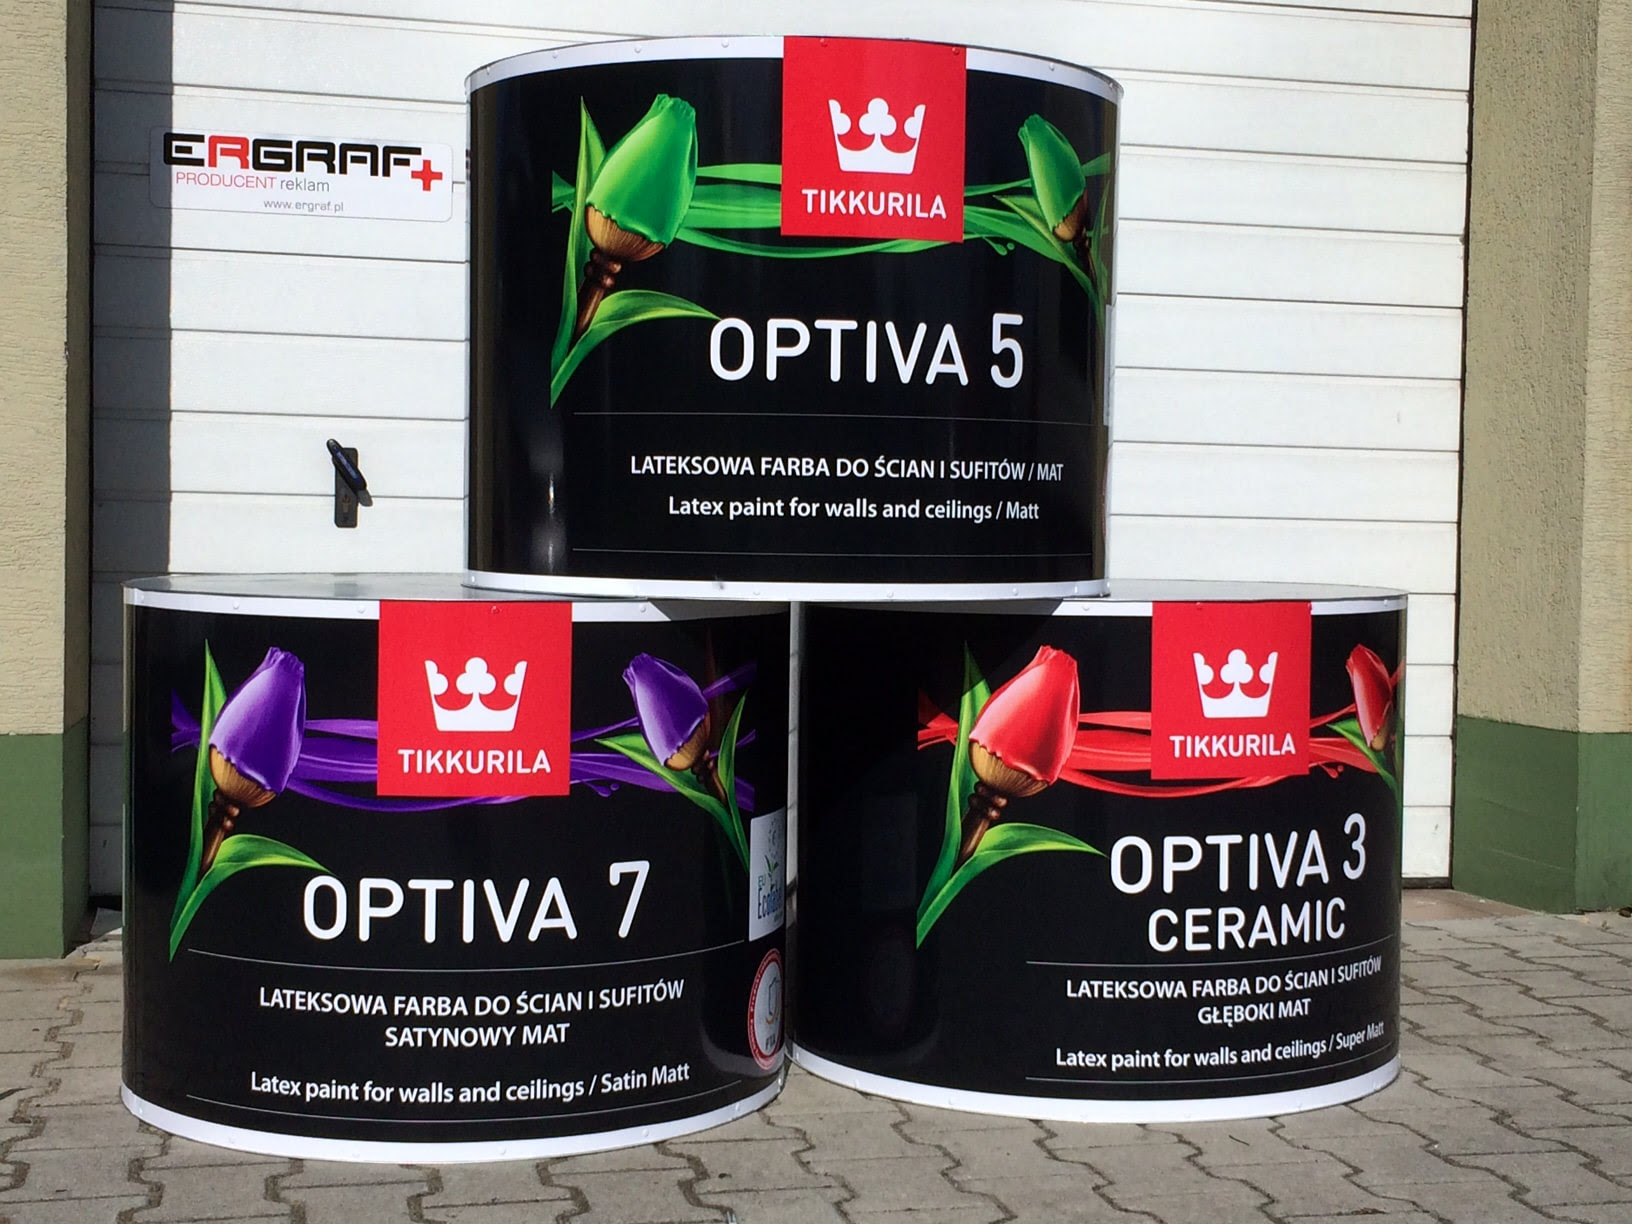 ERGRAF+
PRODUCENT reklam
www.ergraf.pl
TIKKURILA
OPTIVA 5
LATEKSOWA FARBA DO ŚCIAN I SUFITÓW / MAT
Latex paint for walls and ceilings / Matt
TIKKURILA
OPTIVA 7
LATEKSOWA FARBA DO ŚCIAN I SUFITÓW
SATYNOWY MAT
Latex paint for walls and ceilings / Satin Matt
TIKKURILA
OPTIVA 3
CERAMIC
LATEKSOWA FARBA DO ŚCIAN I SUFITÓW
GŁĘBOKI MAT
Latex paint for walls and ceilings / Super Matt